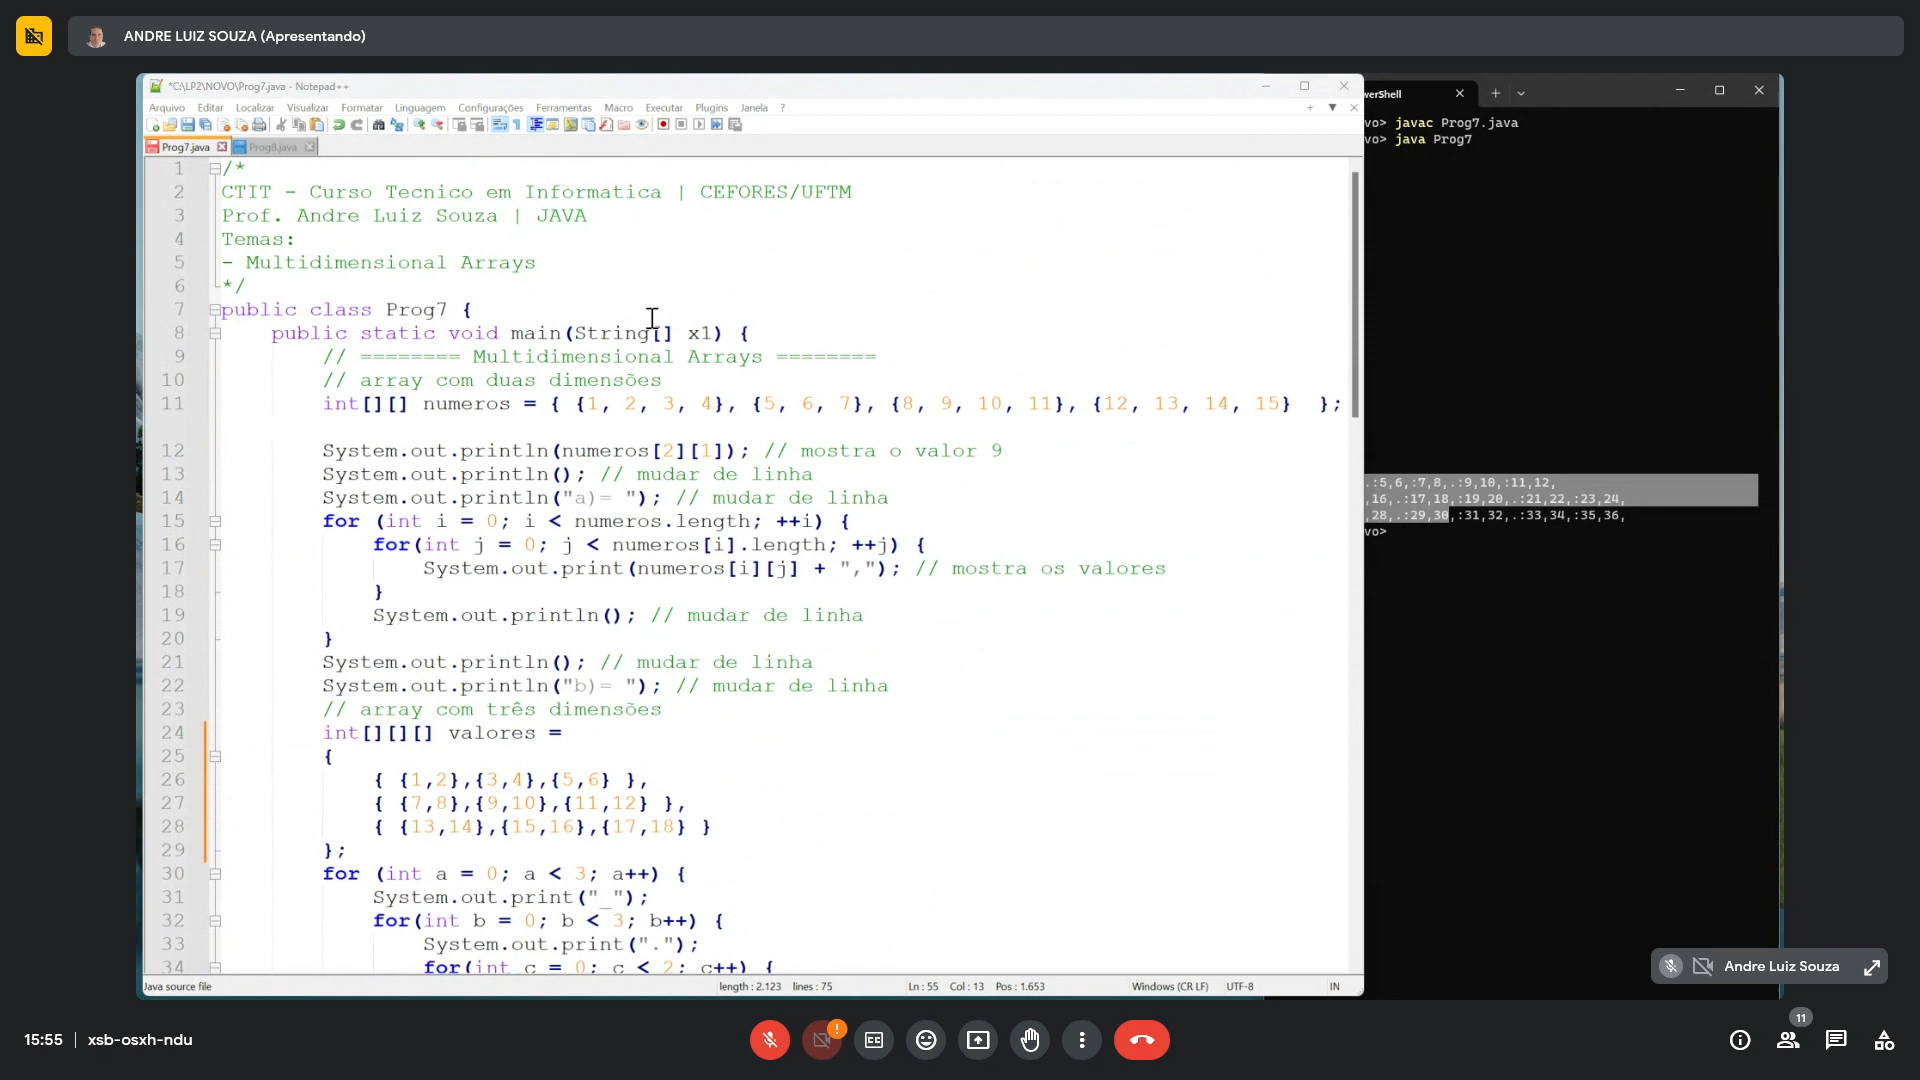 ANDRE LUIZ SOUZA (Apresentando)
*C:\LP2\NOVO\Prog7.java - Notepad++
Arquivo Editar Localizar Visualizar Formatar Linguagem Codificação Configurações Ferramentas Macro Executar Plugins Janela ?
Prog7.java Prog8.java
1 /*
2 CTIT - Curso Tecnico em Informatica | CEFORES/UFTM
3 Prof. Andre Luiz Souza | JAVA
4 Temas:
5 - Multidimensional Arrays
6 */
7 public class Prog7 {
8 public static void main(String[] x1) {
9 // ======== Multidimensional Arrays ========
10 // array com duas dimensões
11 int[][] numeros = { {1, 2, 3, 4}, {5, 6, 7}, {8, 9, 10, 11}, {12, 13, 14, 15}  };
12 System.out.println(numeros[2][1]); // mostra o valor 9
13 System.out.println(); // mudar de linha
14 System.out.println("a)= "); // mudar de linha
15 for (int i = 0; i < numeros.length; ++i) {
16 for(int j = 0; j < numeros[i].length; ++j) {
17 System.out.print(numeros[i][j] + ","); // mostra os valores
18 }
19 System.out.println(); // mudar de linha
20 }
21 System.out.println(); // mudar de linha
22 System.out.println("b)= "); // mudar de linha
23 // array com três dimensões
24 int[][][] valores =
25 {
26 { {1,2},{3,4},{5,6} },
27 { {7,8},{9,10},{11,12} },
28 { {13,14},{15,16},{17,18} }
29 };
30 for (int a = 0; a < 3; a++) {
31 System.out.print("_");
32 for(int b = 0; b < 3; b++) {
33 System.out.print(".");
34 for(int c = 0; c < 2; c++) {
Java source file length : 2.123 lines : 75 Ln : 55 Col : 13 Pos : 1.653 Windows (CR LF) UTF-8 IN
werShell
vo> javac Prog7.java
vo> java Prog7
.:5,6,:7,8,.:9,10,:11,12,
,16,.:17,18,:19,20,.:21,22,:23,24,
,28,.:29,30,:31,32,.:33,34,:35,36,
vo>
Andre Luiz Souza
15:55 | xsb-osxh-ndu
11